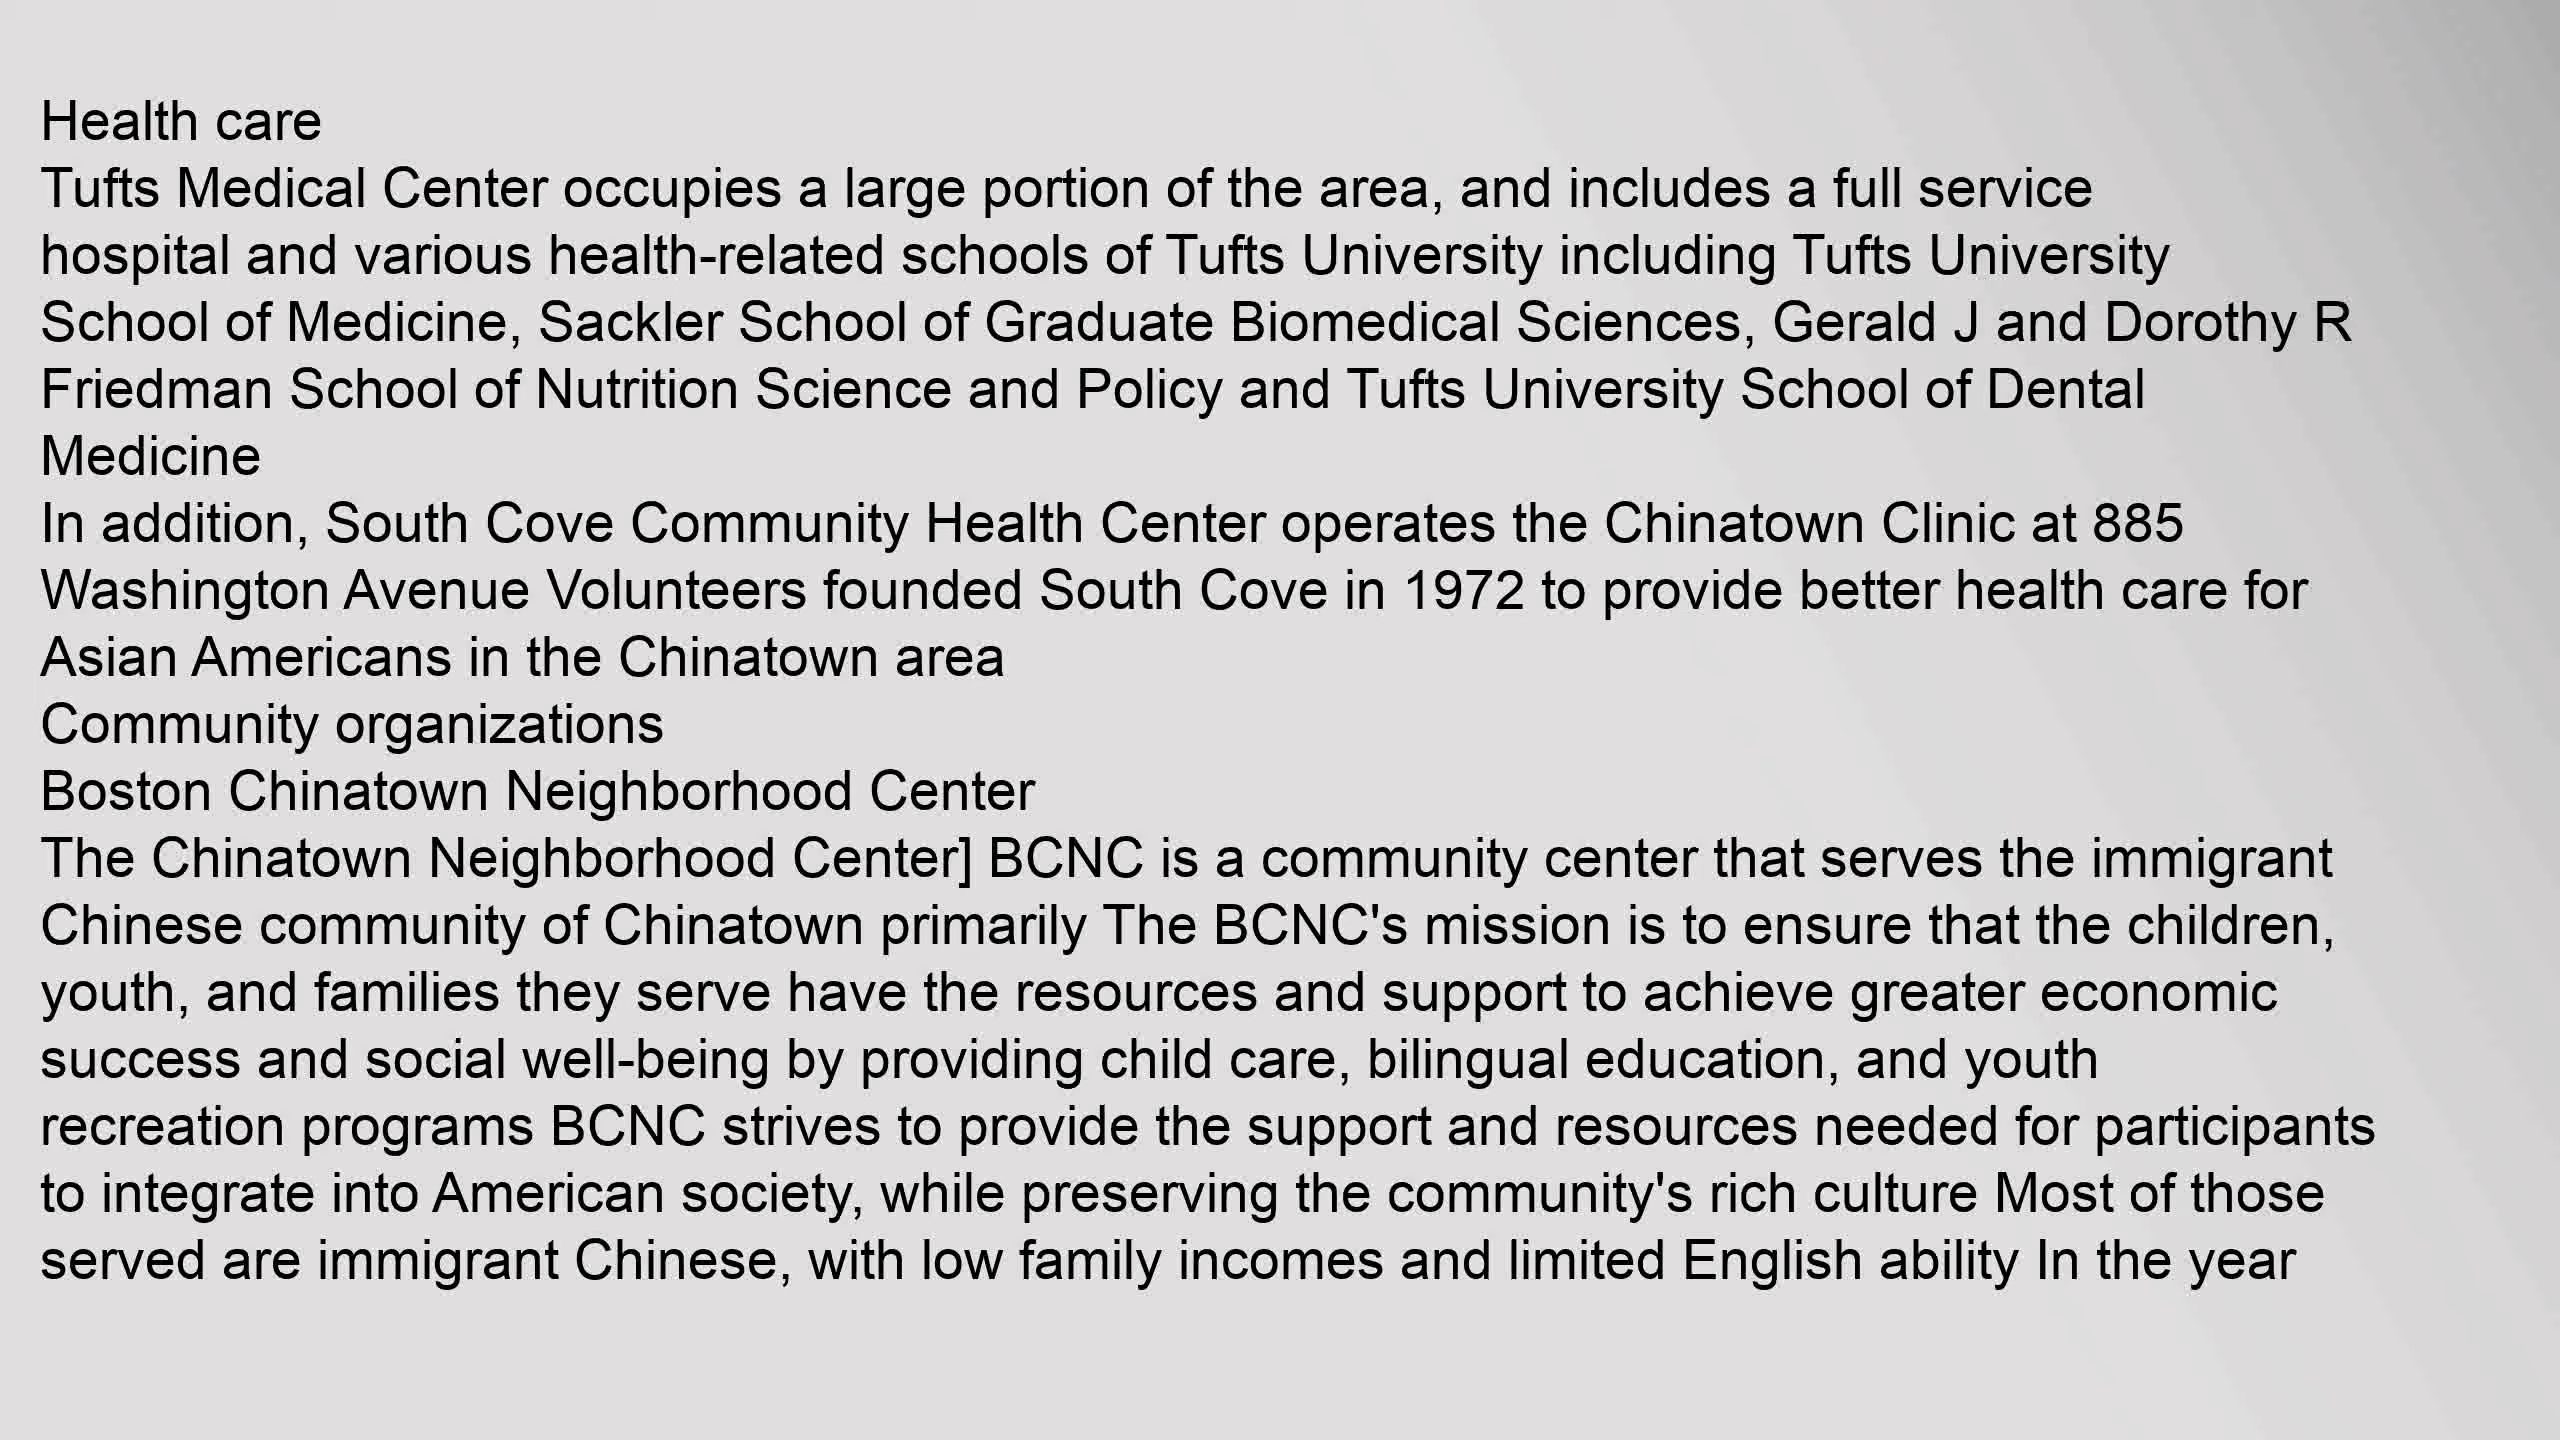 Health care
Tufts Medical Center occupies a large portion of the area, and includes a full service
hospital and various health-related schools of Tufts University including Tufts University
School of Medicine, Sackler School of Graduate Biomedical Sciences, Gerald J and Dorothy R
Friedman School of Nutrition Science and Policy and Tufts University School of Dental
Medicine
In addition, South Cove Community Health Center operates the Chinatown Clinic at 885
Washington Avenue Volunteers founded South Cove in 1972 to provide better health care for
Asian Americans in the Chinatown area
Community organizations
Boston Chinatown Neighborhood Center
The Chinatown Neighborhood Center] BCNC is a community center that serves the immigrant
Chinese community of Chinatown primarily The BCNC's mission is to ensure that the children,
youth, and families they serve have the resources and support to achieve greater economic
success and social well-being by providing child care, bilingual education, and youth
recreation programs BCNC strives to provide the support and resources needed for participants
to integrate into American society, while preserving the community's rich culture Most of those
served are immigrant Chinese, with low family incomes and limited English ability In the year